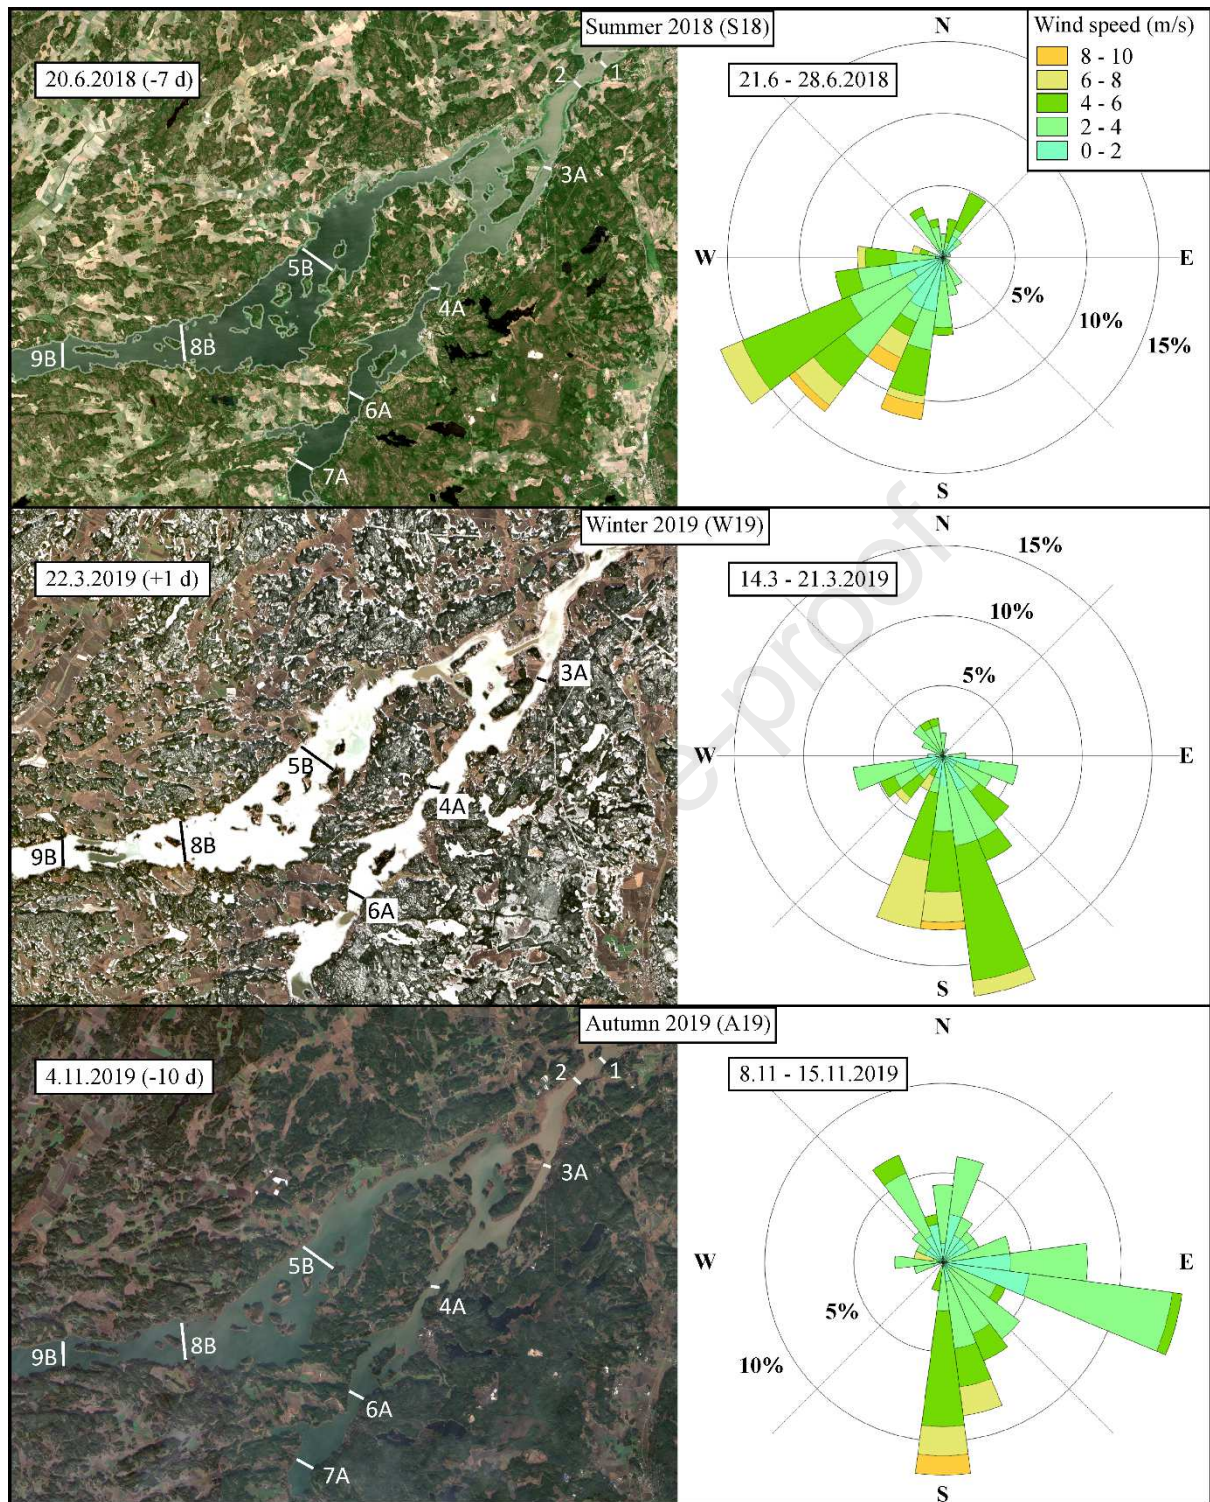 Summer 2018 (S18)
20.6.2018 (-7 d)
1
2
3A
4A
5B
6A
7A
8B
9B
21.6 - 28.6.2018
N
W
E
S
5%
10%
15%
Wind speed (m/s)
8 - 10
6 - 8
4 - 6
2 - 4
0 - 2
Winter 2019 (W19)
22.3.2019 (+1 d)
3A
4A
5B
6A
8B
9B
14.3 - 21.3.2019
N
15%
10%
5%
W
E
S
e-proof
Autumn 2019 (A19)
4.11.2019 (-10 d)
1
2
3A
4A
5B
6A
7A
8B
9B
8.11 - 15.11.2019
N
W
E
5%
10%
S